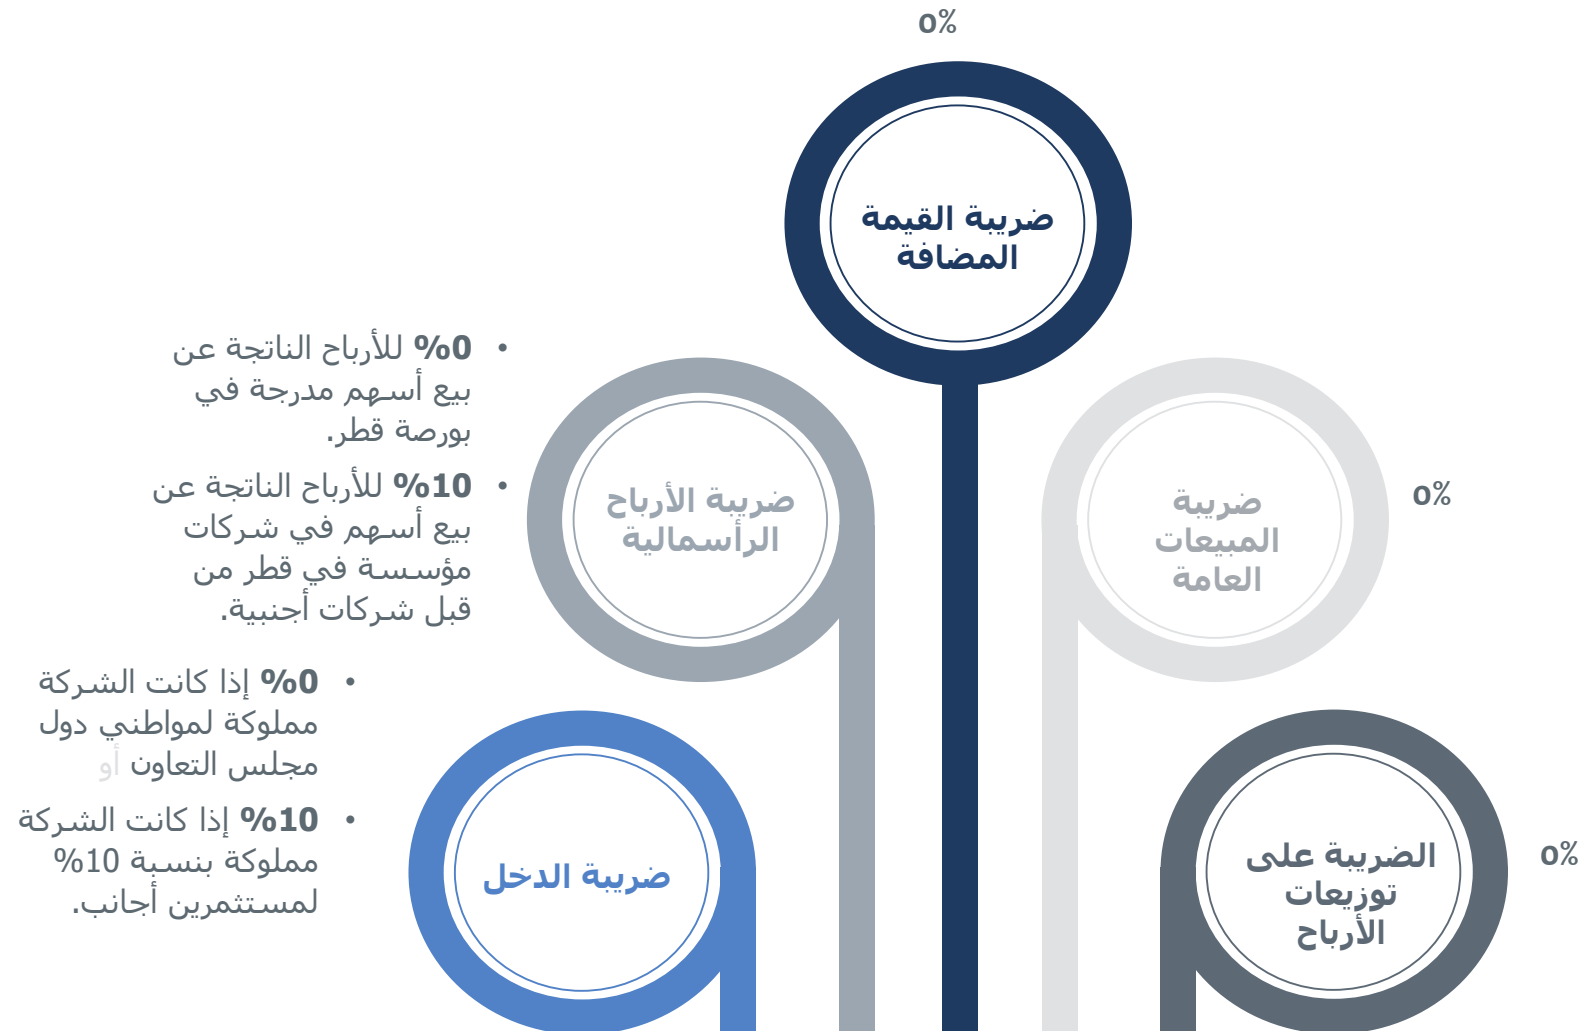 0%
ضريبة القيمة
المضافة
• 0% للأرباح الناتجة عن
بيع أسهم مدرجة في
بورصة قطر.
• 10% للأرباح الناتجة عن
بيع أسهم في شركات
مؤسسة في قطر من
قبل شركات أجنبية.
ضريبة الأرباح
الرأسمالية
ضريبة
المبيعات
العامة
0%
• 0% إذا كانت الشركة
مملوكة لمواطني دول
مجلس التعاون أو
• 10% إذا كانت الشركة
مملوكة بنسبة 10%
لمستثمرين أجانب.
ضريبة الدخل
الضريبة على
توزيعات
الأرباح
0%